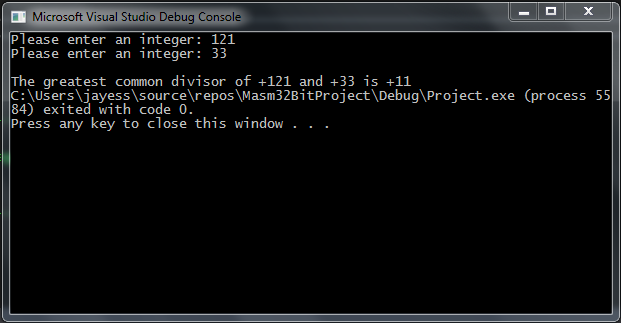 Microsoft Visual Studio Debug Console
Please enter an integer: 121
Please enter an integer: 33
The greatest common divisor of +121 and +33 is +11
C:\Users\jayess\source\repos\Masm32BitProject\Debug\Project.exe (process 55
84) exited with code 0.
Press any key to close this window . . .